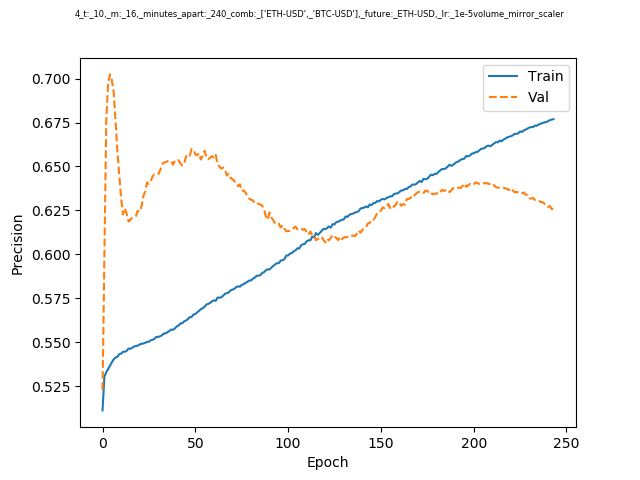 4_t:_10,_m:_16,_minutes_apart:_240_comb:_['ETH-USD',_'BTC-USD'],_future:_ETH-USD,_lr:_1e-5volume_mirror_scaler
Train
Val
0.700
0.675
0.650
0.625
0.600
0.575
0.550
0.525
Precision
0
50
100
150
200
250
Epoch